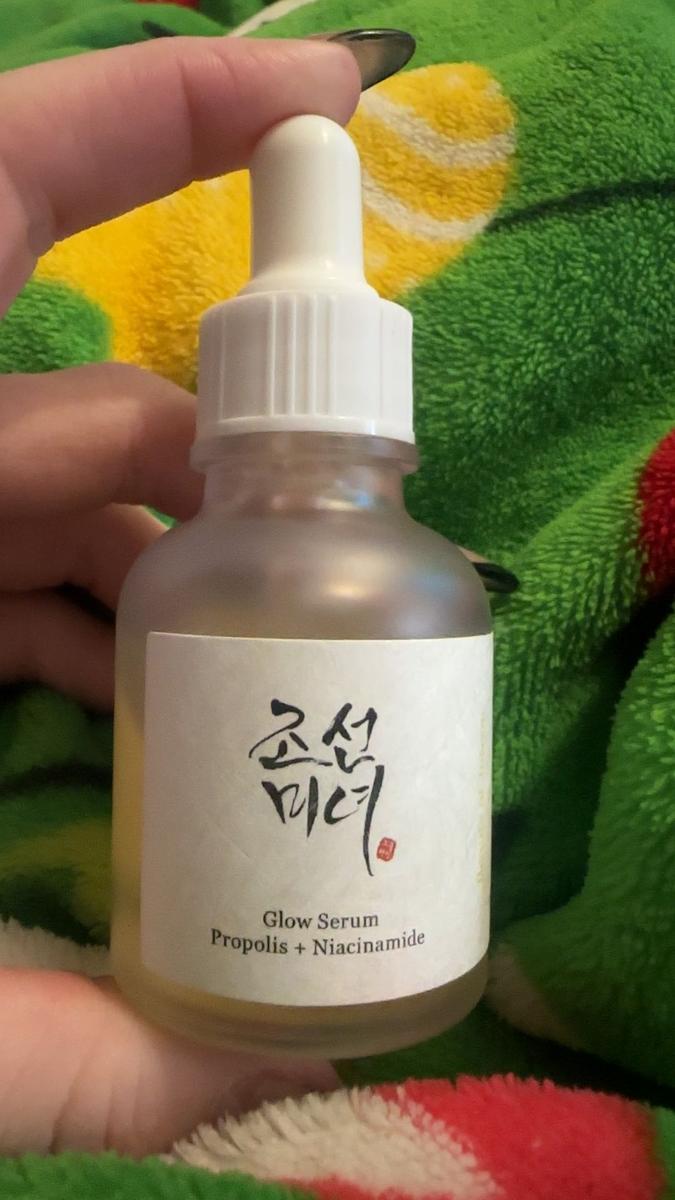 조선
미녀
Glow Serum
Propolis + Niacinamide